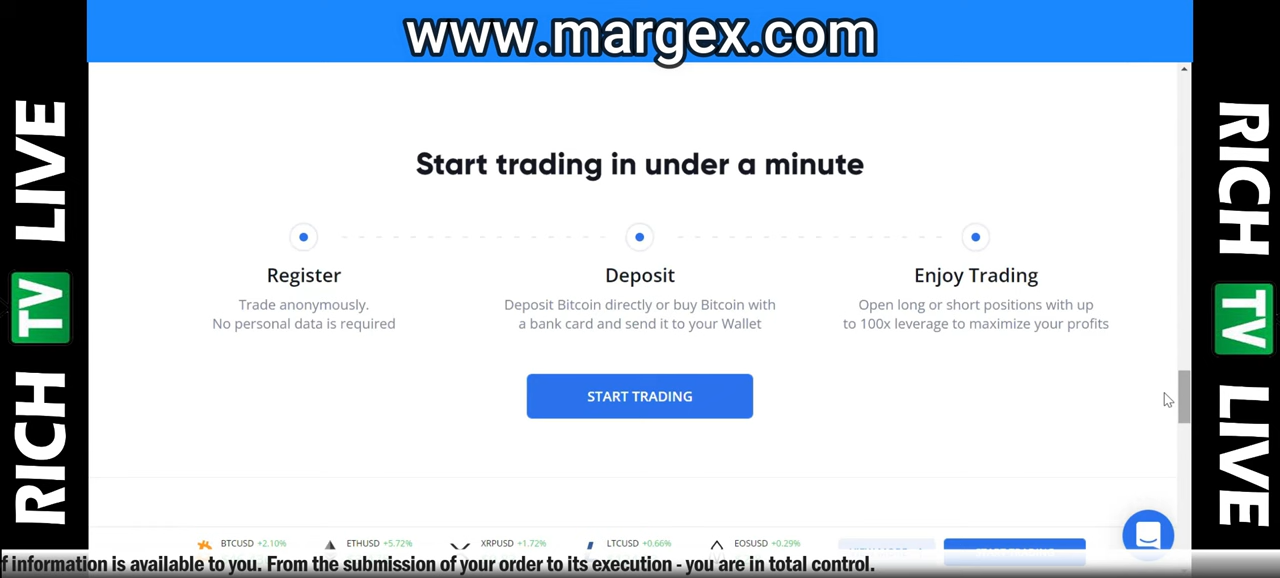 www.margex.com
RICH TV LIVE
RICH TV LIVE
Start trading in under a minute
Register
Trade anonymously.
No personal data is required
Deposit
Deposit Bitcoin directly or buy Bitcoin with
a bank card and send it to your Wallet
Enjoy Trading
Open long or short positions with up
to 100x leverage to maximize your profits
START TRADING
BTCUSD +2.10%
ETHUSD +5.72%
XRPUSD +1.72%
LTCUSD +0.66%
EOSUSD +0.29%
f information is available to you. From the submission of your order to its execution - you are in total control.